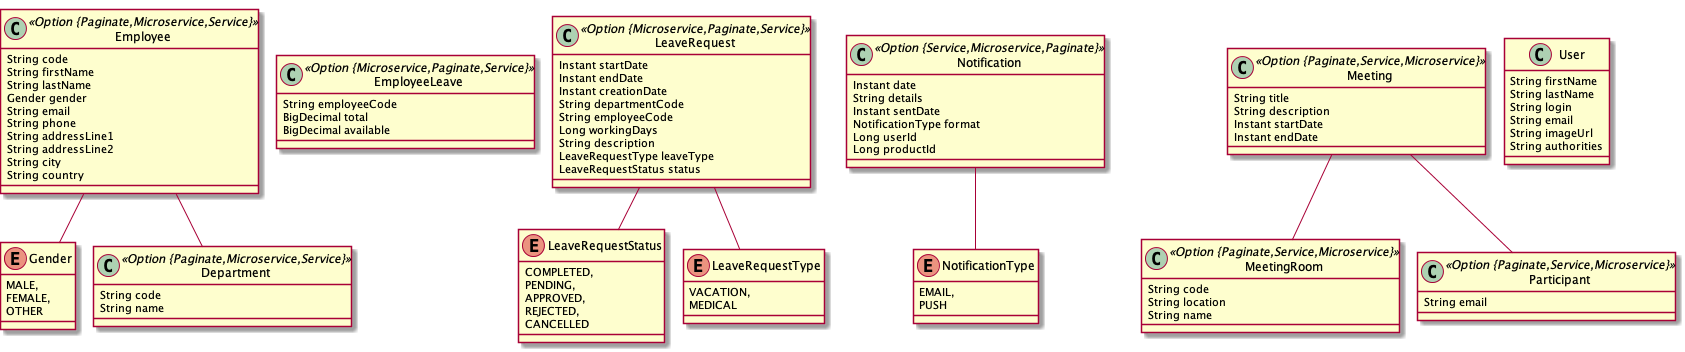 C «Option {Paginate,Microservice,Service}»
Employee
String code
String firstName
String lastName
Gender gender
String email
String phone
String addressLine1
String addressLine2
String city
String country
C «Option {Microservice,Paginate,Service}»
EmployeeLeave
String employeeCode
BigDecimal total
BigDecimal available
C «Option {Microservice,Paginate,Service}»
LeaveRequest
Instant startDate
Instant endDate
Instant creationDate
String departmentCode
String employeeCode
Long workingDays
String description
LeaveRequestType leaveType
LeaveRequestStatus status
C «Option {Service,Microservice,Paginate}»
Notification
Instant date
String details
Instant sentDate
NotificationType format
Long userId
Long productId
C «Option {Paginate,Service,Microservice}»
Meeting
String title
String description
Instant startDate
Instant endDate
C User
String firstName
String lastName
String login
String email
String imageUrl
String authorities
E Gender
MALE,
FEMALE,
OTHER
C «Option {Paginate,Microservice,Service}»
Department
String code
String name
E LeaveRequestStatus
COMPLETED,
PENDING,
APPROVED,
REJECTED,
CANCELLED
E LeaveRequestType
VACATION,
MEDICAL
E NotificationType
EMAIL,
PUSH
C «Option {Paginate,Service,Microservice}»
MeetingRoom
String code
String location
String name
C «Option {Paginate,Service,Microservice}»
Participant
String email